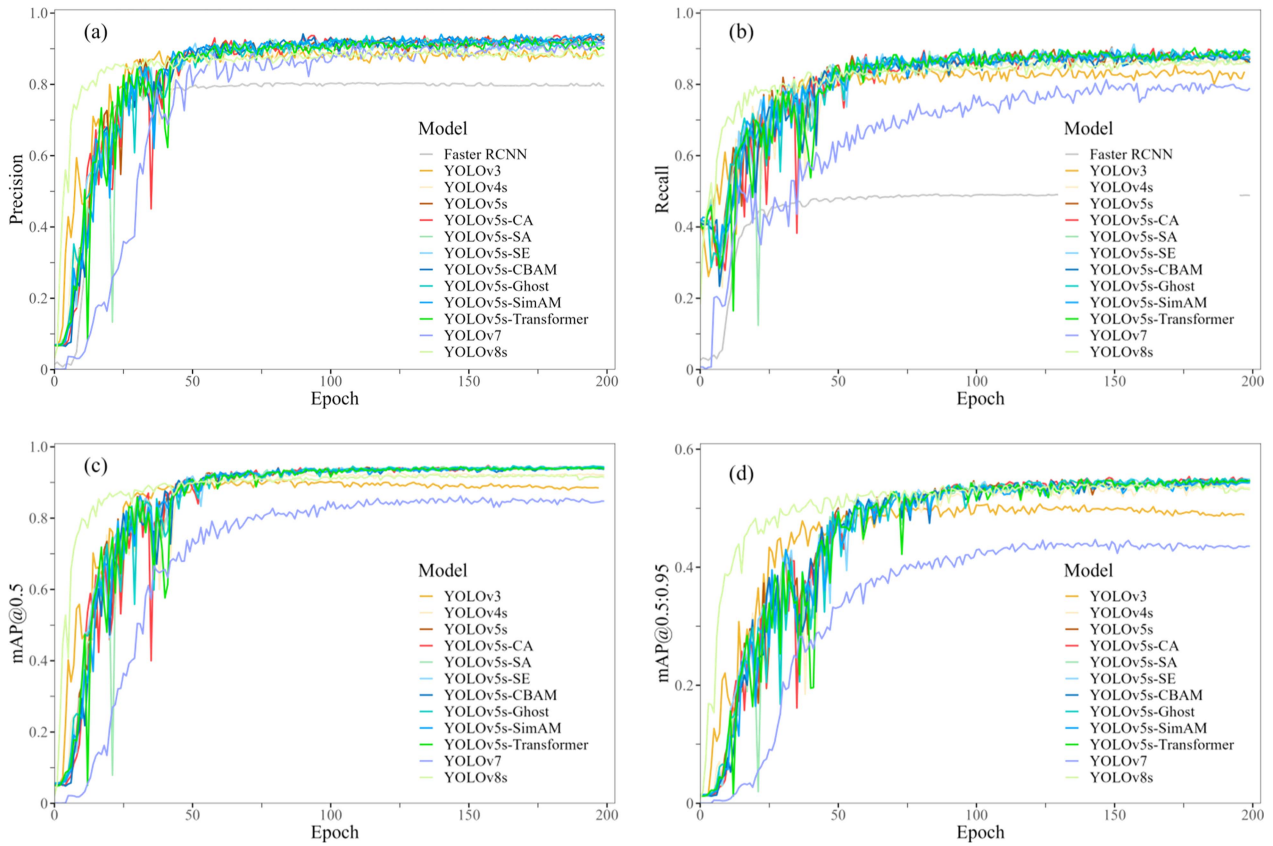 (a)
1.0
0.8
0.6
0.4
0.2
0
Precision
Model
Faster RCNN
YOLOv3
YOLOv4s
YOLOv5s
YOLOv5s-CA
YOLOv5s-SA
YOLOv5s-SE
YOLOv5s-CBAM
YOLOv5s-Ghost
YOLOv5s-SimAM
YOLOv5s-Transformer
YOLOv7
YOLOv8s
0 50 100 150 200
Epoch
(b)
1.0
0.8
0.6
0.4
0.2
0
Recall
Model
Faster RCNN
YOLOv3
YOLOv4s
YOLOv5s
YOLOv5s-CA
YOLOv5s-SA
YOLOv5s-SE
YOLOv5s-CBAM
YOLOv5s-Ghost
YOLOv5s-SimAM
YOLOv5s-Transformer
YOLOv7
YOLOv8s
0 50 100 150 200
Epoch
(c)
1.0
0.8
0.6
0.4
0.2
0
mAP@0.5
Model
YOLOv3
YOLOv4s
YOLOv5s
YOLOv5s-CA
YOLOv5s-SA
YOLOv5s-SE
YOLOv5s-CBAM
YOLOv5s-Ghost
YOLOv5s-SimAM
YOLOv5s-Transformer
YOLOv7
YOLOv8s
0 50 100 150 200
Epoch
(d)
0.6
0.4
0.2
0
mAP@0.5:0.95
Model
YOLOv3
YOLOv4s
YOLOv5s
YOLOv5s-CA
YOLOv5s-SA
YOLOv5s-SE
YOLOv5s-CBAM
YOLOv5s-Ghost
YOLOv5s-SimAM
YOLOv5s-Transformer
YOLOv7
YOLOv8s
0 50 100 150 200
Epoch